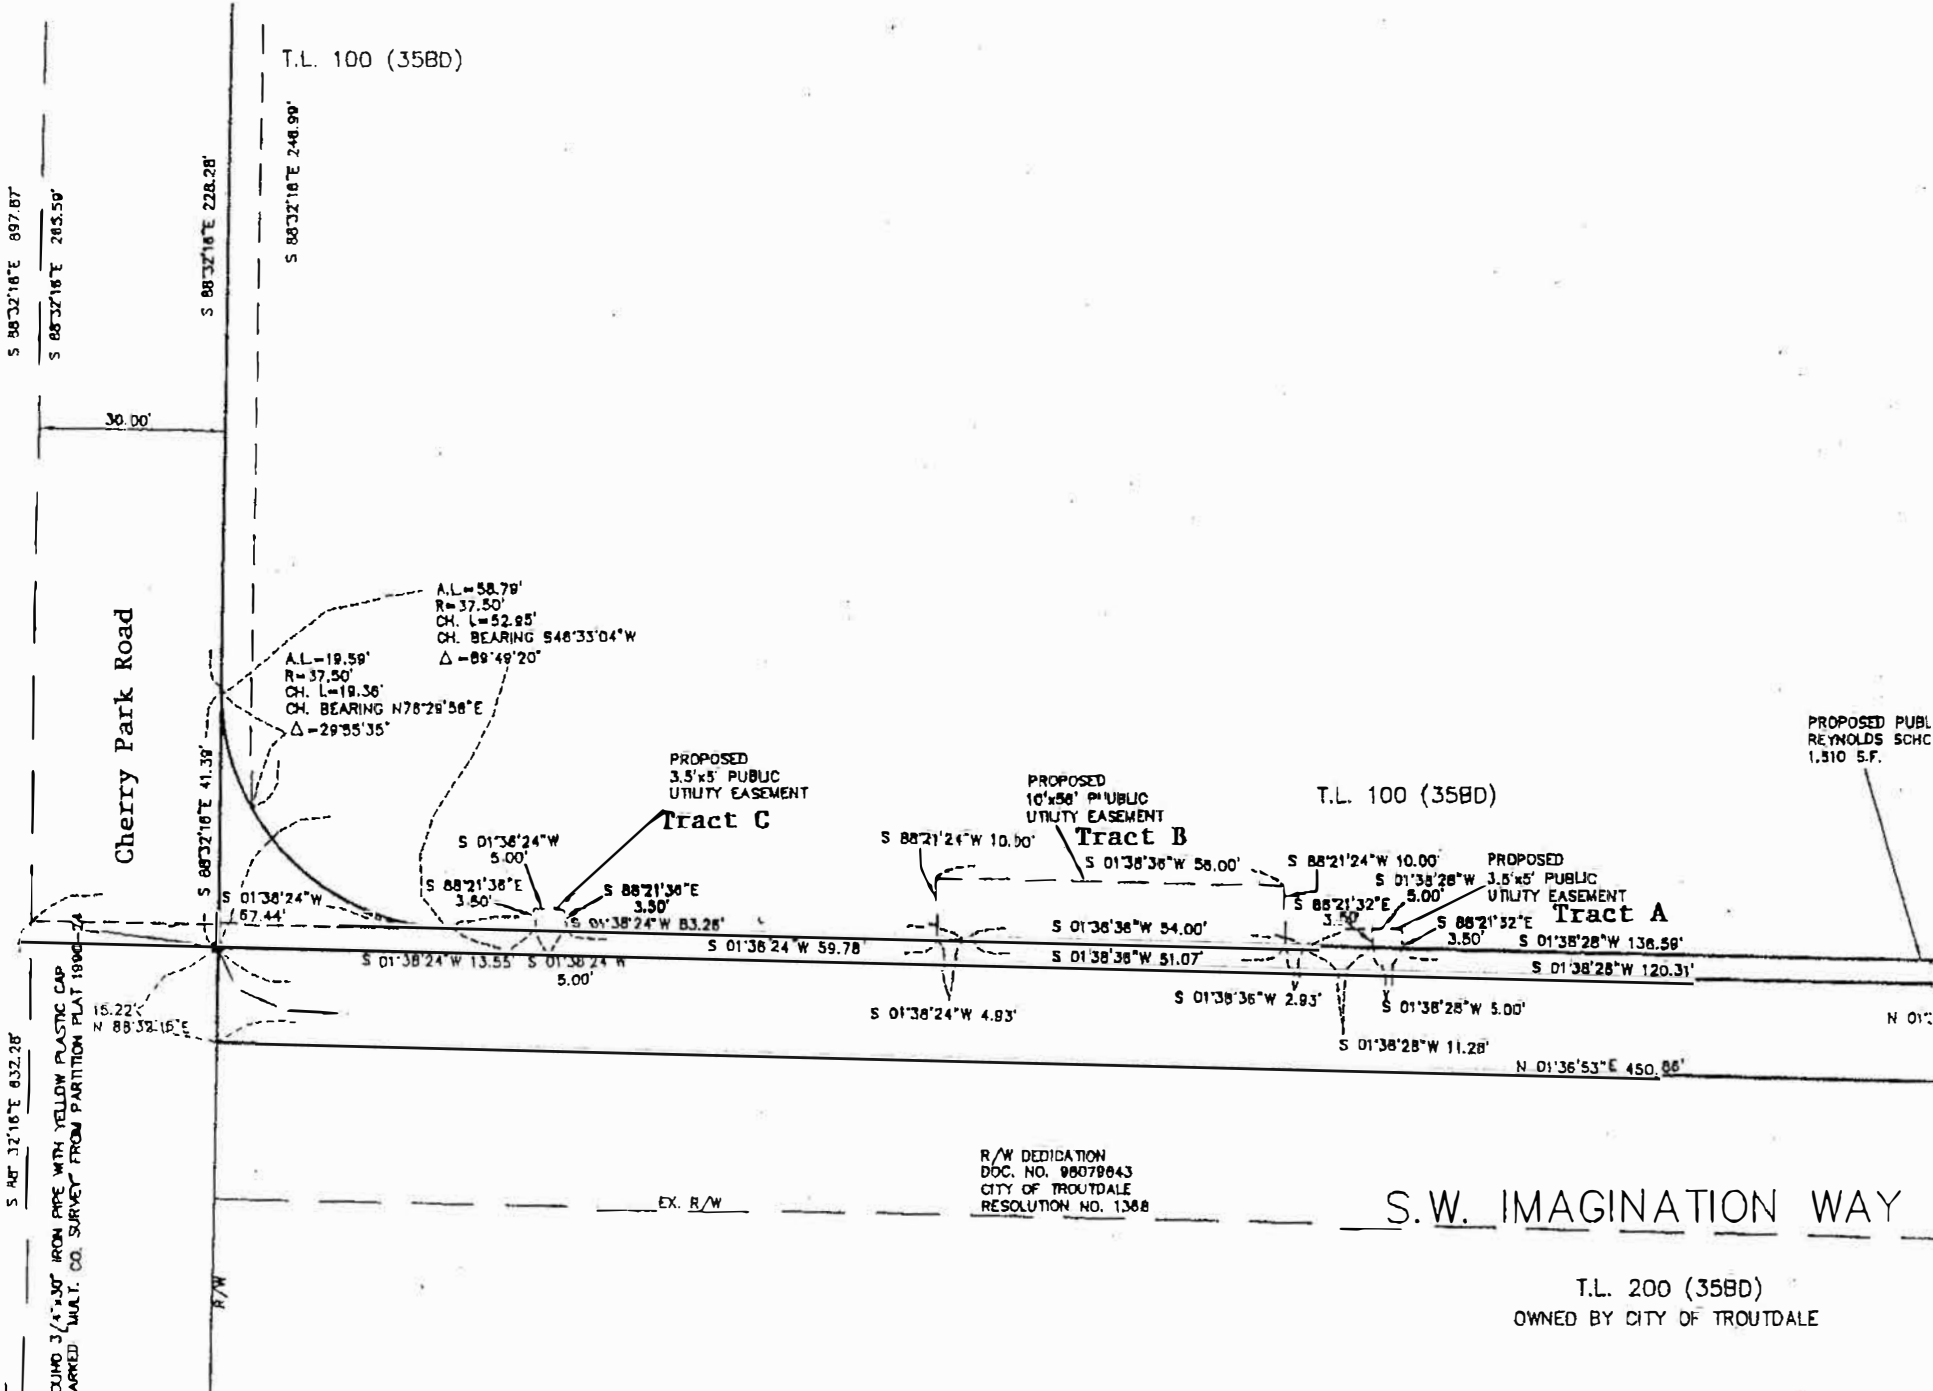 T.L. 100 (35BD)
S 88°32'16"E 248.99'
S 88°32'16"E 228.28'
S 88°32'16"E 897.87'
S 88°32'16"E 265.59'
30.00'
Cherry Park Road
A.L.=58.79'
R=37.50'
CH. L=52.95'
CH. BEARING S46°33'04"W
Δ=89°49'20"
A.L=19.59'
R=37.50'
CH. L=19.36'
CH. BEARING N76°29'56"E
Δ=29°55'35"
S 88°32'16"E 41.39'
PROPOSED
3.5'x5' PUBLIC
UTILITY EASEMENT
Tract C
S 01°38'24"W
5.00'
S 88°21'36"E
3.50'
S 88°21'36"E
3.50'
S 01°38'24"W
67.44'
S 01°38'24"W 83.26'
S 01°38'24"W 59.78'
S 01°38'24"W 13.55'
S 01°38'24"W
5.00'
15.22'
N 88°32'16"E
PROPOSED
10'x56' PUBLIC
UTILITY EASEMENT
Tract B
S 88°21'24"W 10.00'
S 01°38'36"W 56.00'
S 88°21'24"W 10.00'
S 01°38'36"W 54.00'
S 01°38'36"W 51.07'
S 01°38'24"W 4.93'
S 01°38'36"W 2.93'
T.L. 100 (35BD)
PROPOSED
3.5'x5' PUBLIC
UTILITY EASEMENT
Tract A
S 01°38'28"W
5.00'
S 88°21'32"E
3.50'
S 88°21'32"E
3.50'
S 01°38'28"W 136.59'
S 01°38'28"W 120.31'
S 01°38'28"W 5.00'
S 01°38'28"W 11.28'
N 01°36'53"E 450.86'
PROPOSED PUBL
REYNOLDS SCHO
1,510 S.F.
N 01°
S 88°32'16"E 632.28'
OUND 3/4"x30" IRON PIPE WITH YELLOW PLASTIC CAP
ARKED "MULT. CO. SURVEY" FROM PARTITION PLAT 1990-24
R/W
EX. R/W
R/W DEDICATION
DOC. NO. 98079643
CITY OF TROUTDALE
RESOLUTION NO. 1368
S.W. IMAGINATION WAY
T.L. 200 (35BD)
OWNED BY CITY OF TROUTDALE